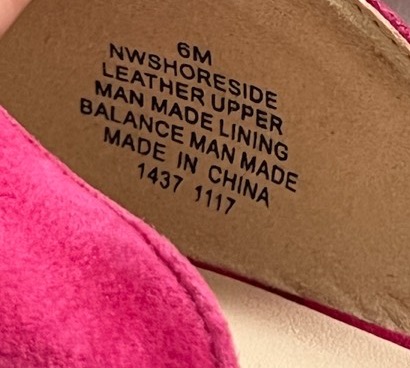 6M
NWSHORESIDE
LEATHER UPPER
MAN MADE LINING
BALANCE MAN MADE
MADE IN CHINA
1437 1117